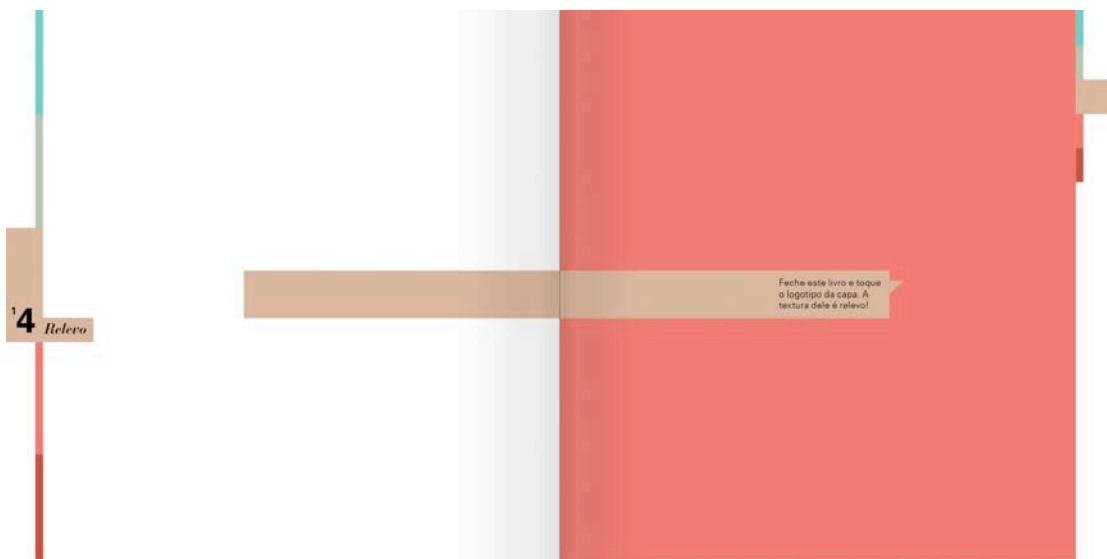 ¹4 Relevo
Feche este livro e toque
o logotipo da capa. A
textura dele é relevo!